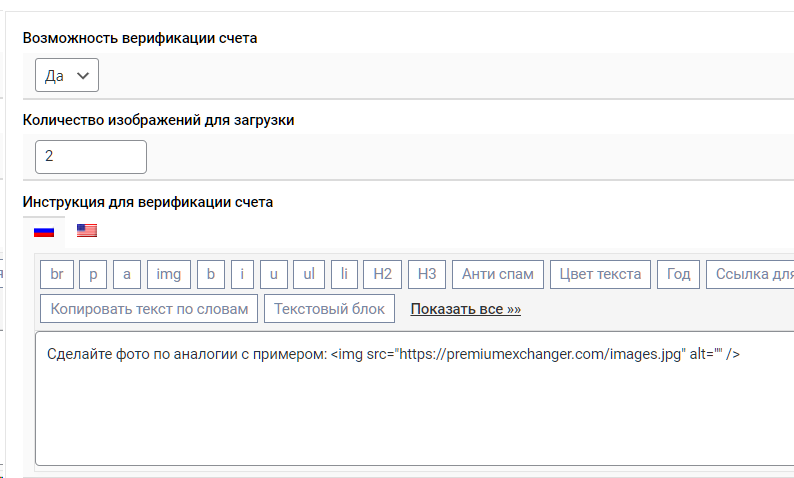 Возможность верификации счета
Да
Количество изображений для загрузки
2
Инструкция для верификации счета
br p a img b i u ul li H2 H3 Анти спам Цвет текста Год Ссылка для
Копировать текст по словам Текстовый блок Показать все »»
Сделайте фото по аналогии с примером: <img src="https://premiumexchanger.com/images.jpg" alt="" />